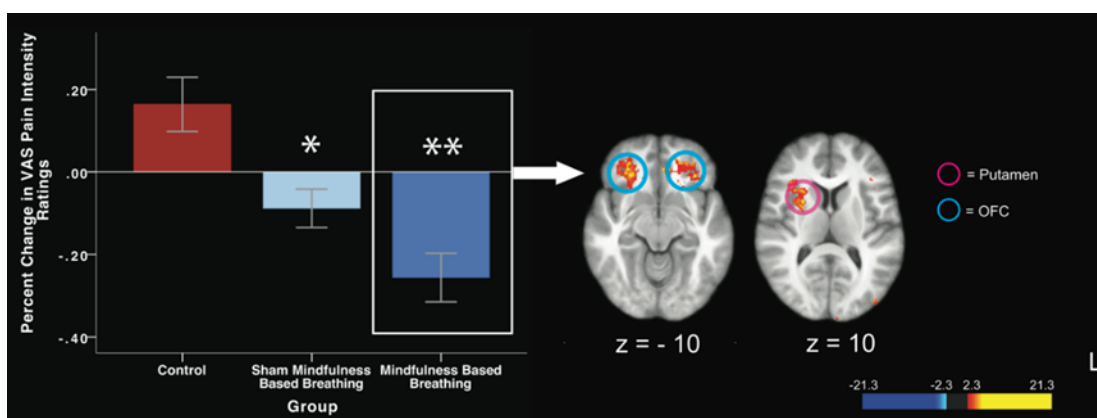 Percent Change in VAS Pain Intensity
Ratings
.20
.00
-.20
-.40
*
**
Control
Sham Mindfulness
Based Breathing
Mindfulness Based
Breathing
Group
z = - 10
z = 10
= Putamen
= OFC
L
-21.3
-2.3
2.3
21.3